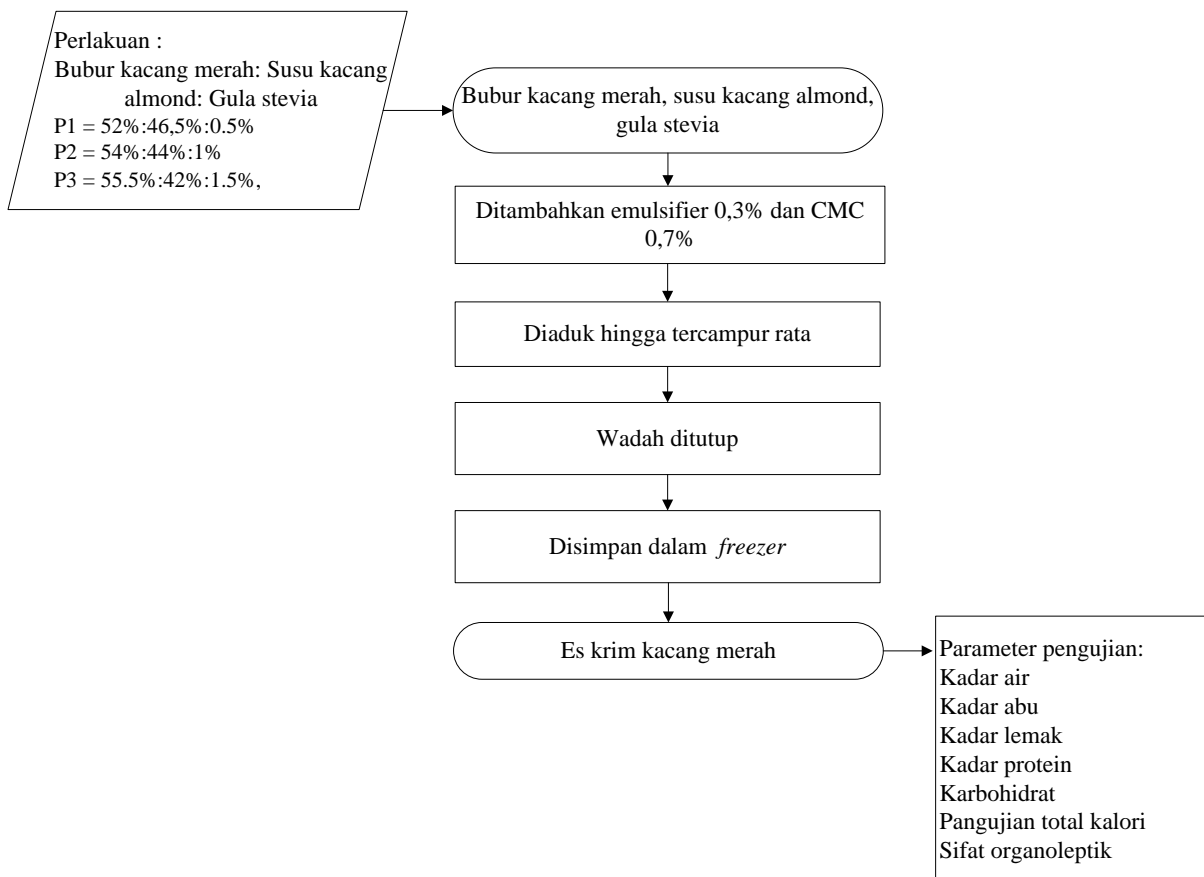 Perlakuan :
Bubur kacang merah: Susu kacang
almond: Gula stevia
P1 = 52%:46,5%:0.5%
P2 = 54%:44%:1%
P3 = 55.5%:42%:1.5%,
Bubur kacang merah, susu kacang almond,
gula stevia
Ditambahkan emulsifier 0,3% dan CMC
0,7%
Diaduk hingga tercampur rata
Wadah ditutup
Disimpan dalam freezer
Es krim kacang merah
Parameter pengujian:
Kadar air
Kadar abu
Kadar lemak
Kadar protein
Karbohidrat
Pangujian total kalori
Sifat organoleptik